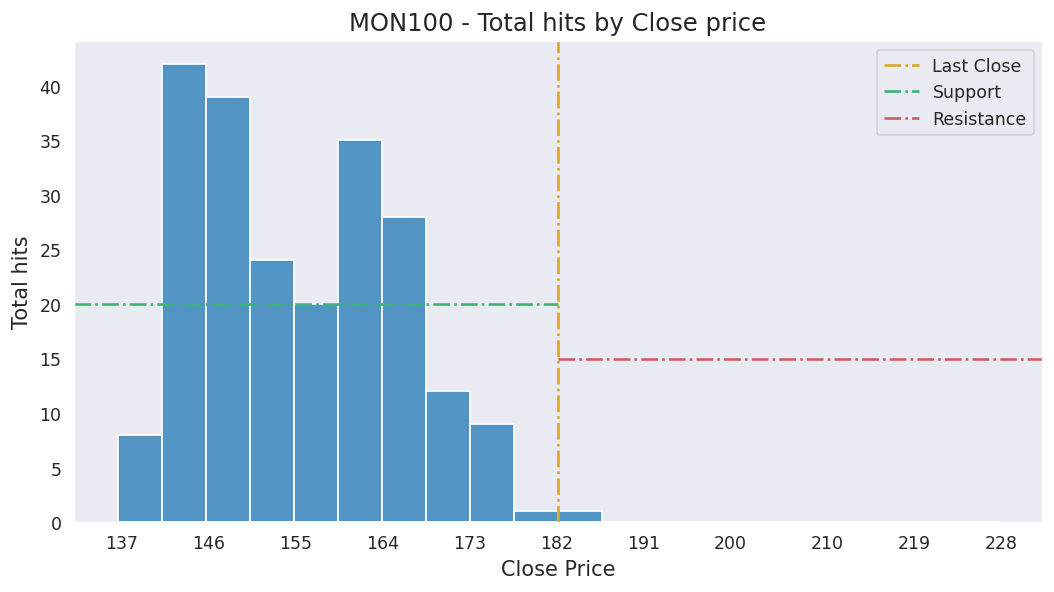 MON100 - Total hits by Close price
Last Close
Support
Resistance
Total hits
40
35
30
25
20
15
10
5
0
137 146 155 164 173 182 191 200 210 219 228
Close Price